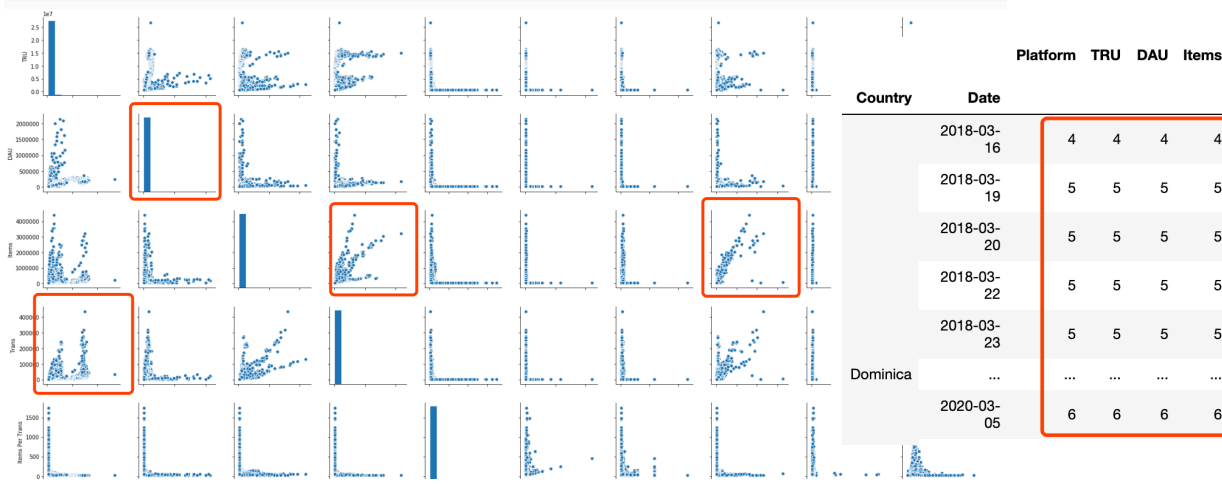 1e7
2.5
2.0
1.5
1.0
0.5
0.0
TRU
2000000
1500000
1000000
500000
0
DAU
4000000
3000000
2000000
1000000
0
Items
400000
300000
200000
100000
0
Trans
1500
1000
500
0
Items Per Trans
Platform TRU DAU Items
Country Date
2018-03-
16 4 4 4 4
2018-03-
19 5 5 5 5
2018-03-
20 5 5 5 5
2018-03-
22 5 5 5 5
2018-03-
23 5 5 5 5
Dominica ... ... ... ... ...
2020-03-
05 6 6 6 6